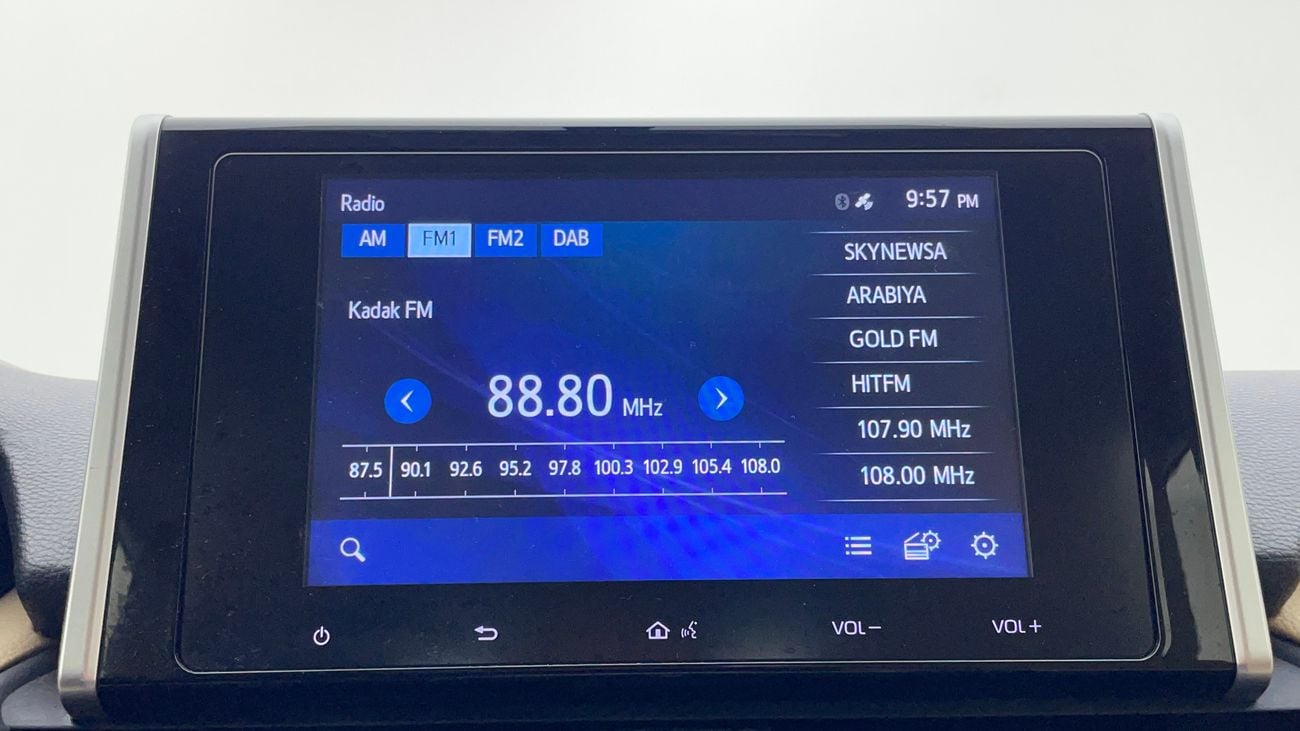 Radio
9:57 PM
AM FM1 FM2 DAB
SKYNEWSA
ARABIYA
Kadak FM
GOLD FM
HITFM
88.80 MHz
107.90 MHz
87.5 90.1 92.6 95.2 97.8 100.3 102.9 105.4 108.0
108.00 MHz
VOL− VOL+